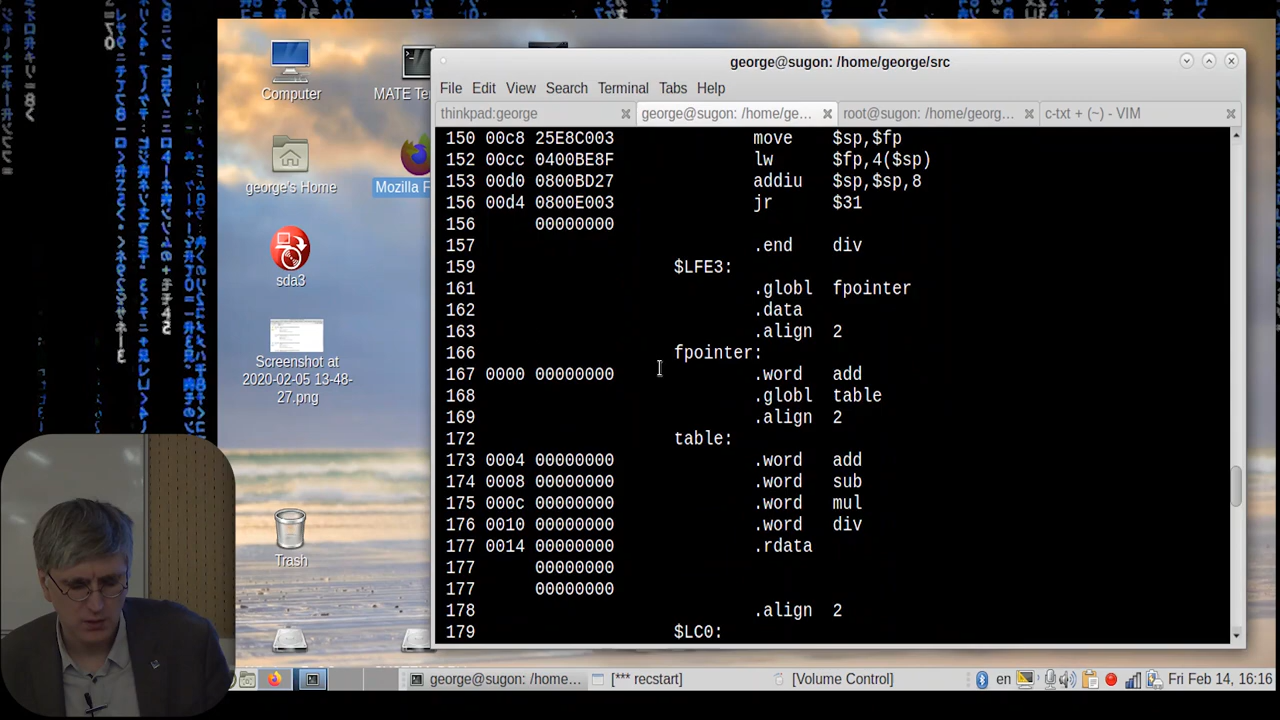 george@sugon: /home/george/src
File Edit View Search Terminal Tabs Help
thinkpad:george
george@sugon: /home/ge...
root@sugon: /home/georg...
c-txt + (~) - VIM
150 00c8 25E8C003 move $sp,$fp
152 00cc 0400BE8F lw $fp,4($sp)
153 00d0 0800BD27 addiu $sp,$sp,8
156 00d4 0800E003 jr $31
156 00000000
157 .end div
159 $LFE3:
161 .globl fpointer
162 .data
163 .align 2
166 fpointer:
167 0000 00000000 .word add
168 .globl table
169 .align 2
172 table:
173 0004 00000000 .word add
174 0008 00000000 .word sub
175 000c 00000000 .word mul
176 0010 00000000 .word div
177 0014 00000000 .rdata
00000000
177 00000000
178 .align 2
179 $LC0:
Computer
MATE Te
george's Home
Mozilla F
sda3
Screenshot at
2020-02-05 13-48-
27.png
Trash
george@sugon: /home...
[*** recstart]
[Volume Control]
en
Fri Feb 14, 16:16